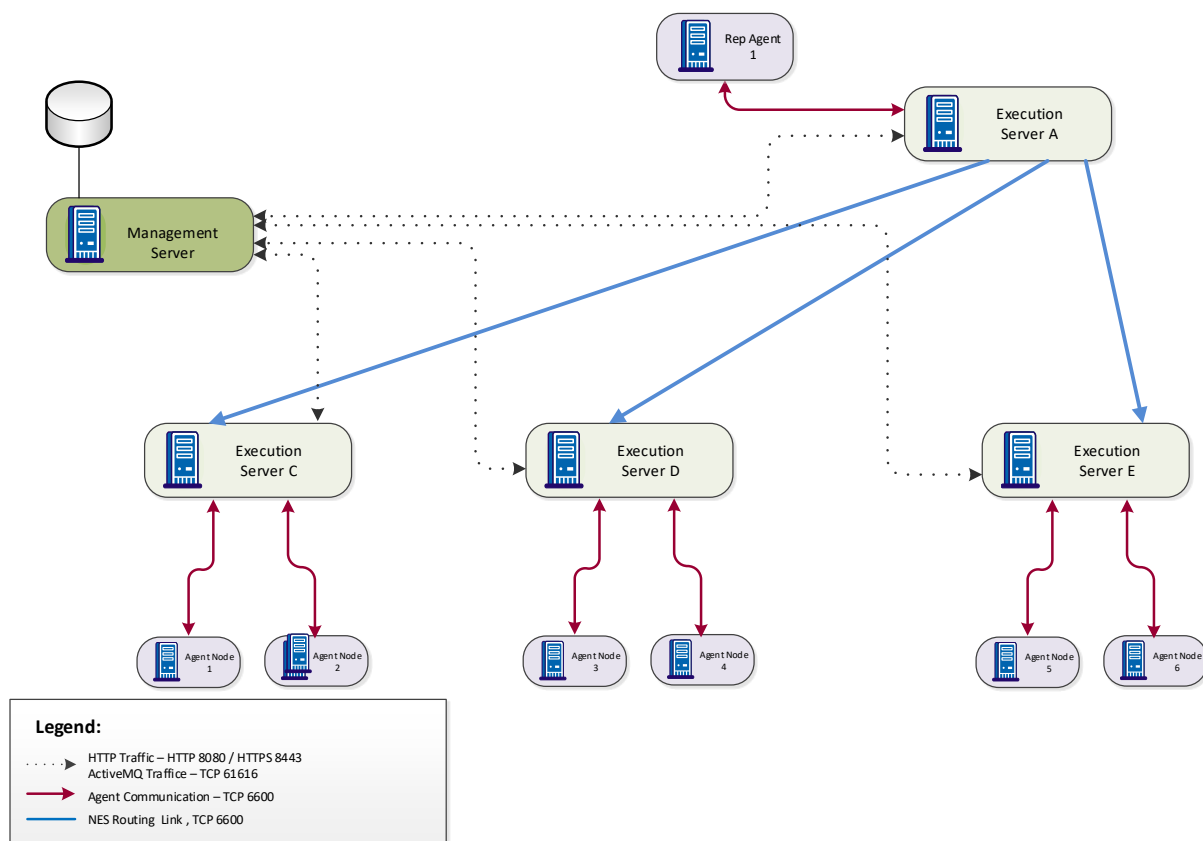 Rep Agent
1
Execution
Server A
Management
Server
Execution
Server C
Execution
Server D
Execution
Server E
Agent Node
1
Agent Node
2
Agent Node
3
Agent Node
4
Agent Node
5
Agent Node
6
Legend:
HTTP Traffic – HTTP 8080 / HTTPS 8443
ActiveMQ Traffice – TCP 61616
Agent Communication – TCP 6600
NES Routing Link , TCP 6600